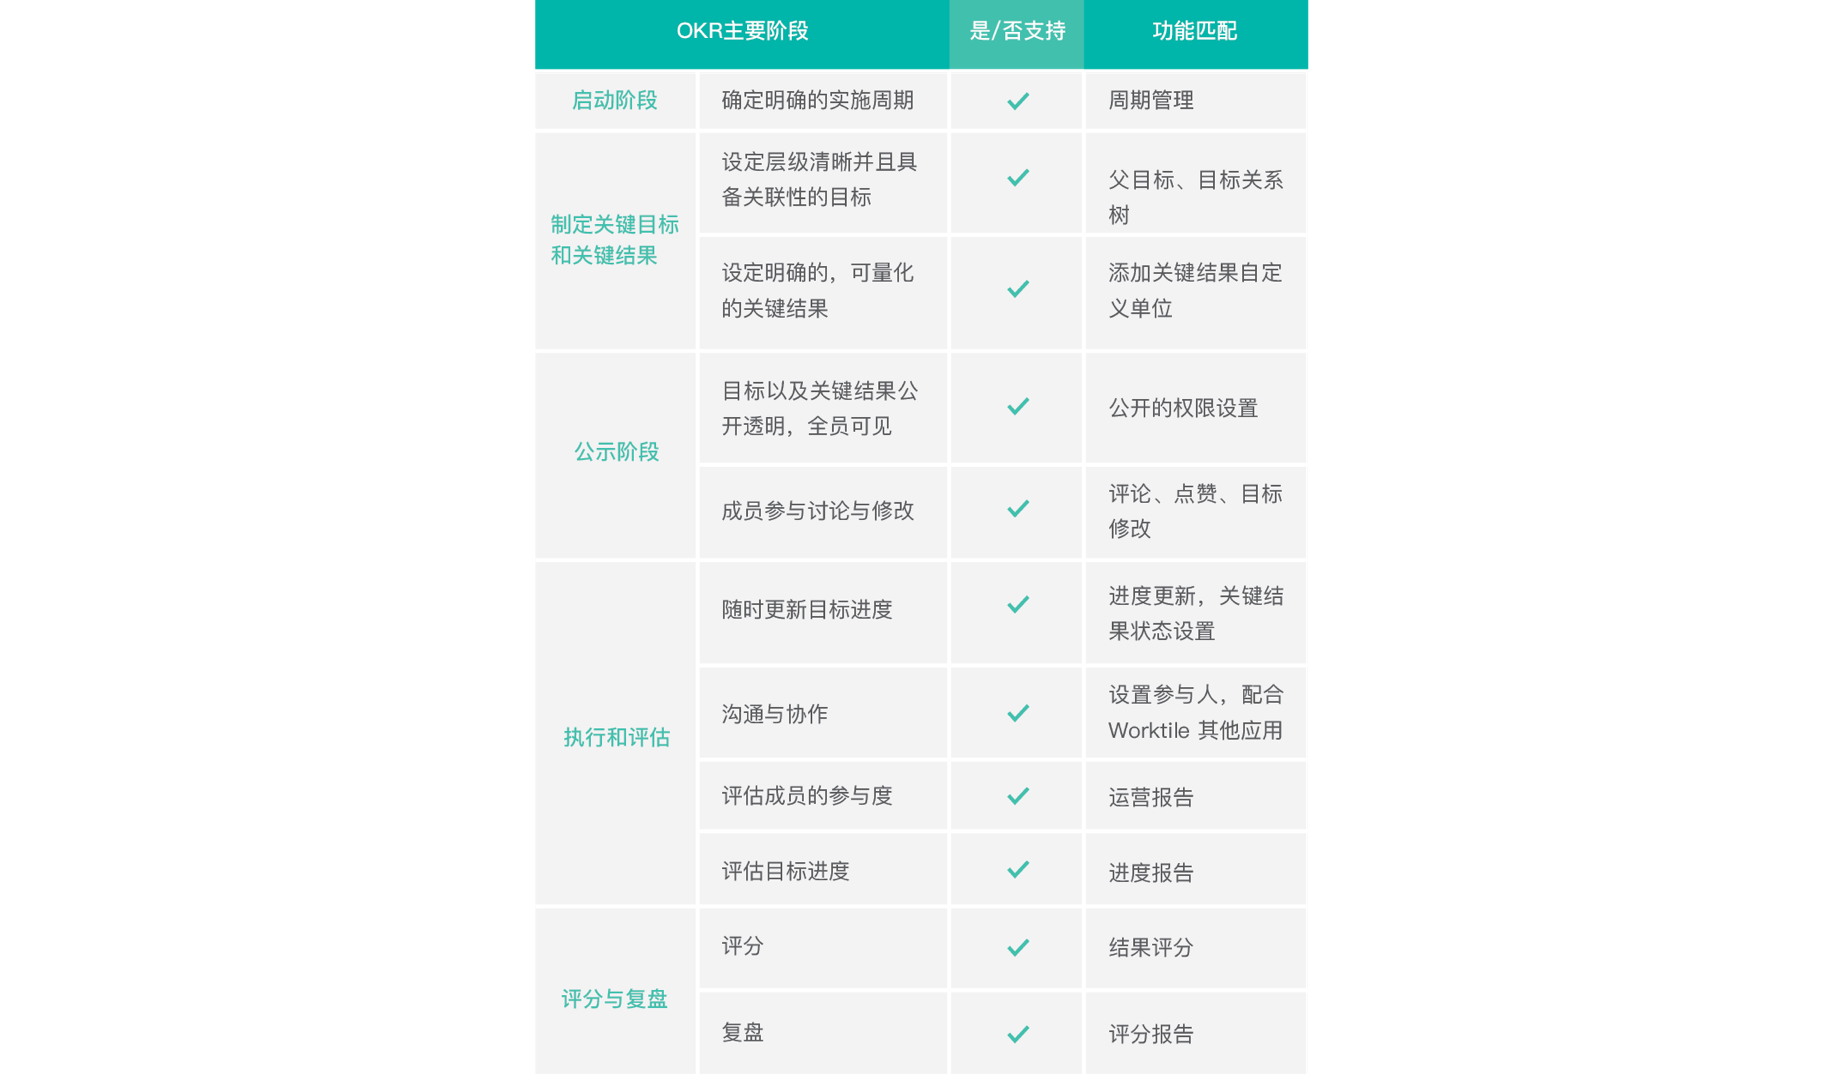 OKR主要阶段
是/否支持
功能匹配
启动阶段
确定明确的实施周期
周期管理
制定关键目标
和关键结果
设定层级清晰并且具
备关联性的目标
父目标、目标关系
树
设定明确的，可量化
的关键结果
添加关键结果自定
义单位
公示阶段
目标以及关键结果公
开透明，全员可见
公开的权限设置
成员参与讨论与修改
评论、点赞、目标
修改
执行和评估
随时更新目标进度
进度更新，关键结
果状态设置
沟通与协作
设置参与人，配合
Worktile 其他应用
评估成员的参与度
运营报告
评估目标进度
进度报告
评分与复盘
评分
结果评分
复盘
评分报告